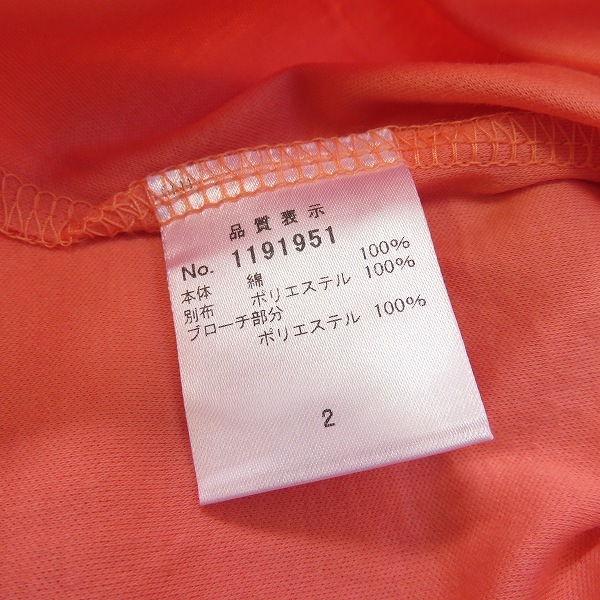 品質表示
No. 1191951
本体 綿 100%
別布 ポリエステル 100%
ブローチ部分
ポリエステル 100%
2